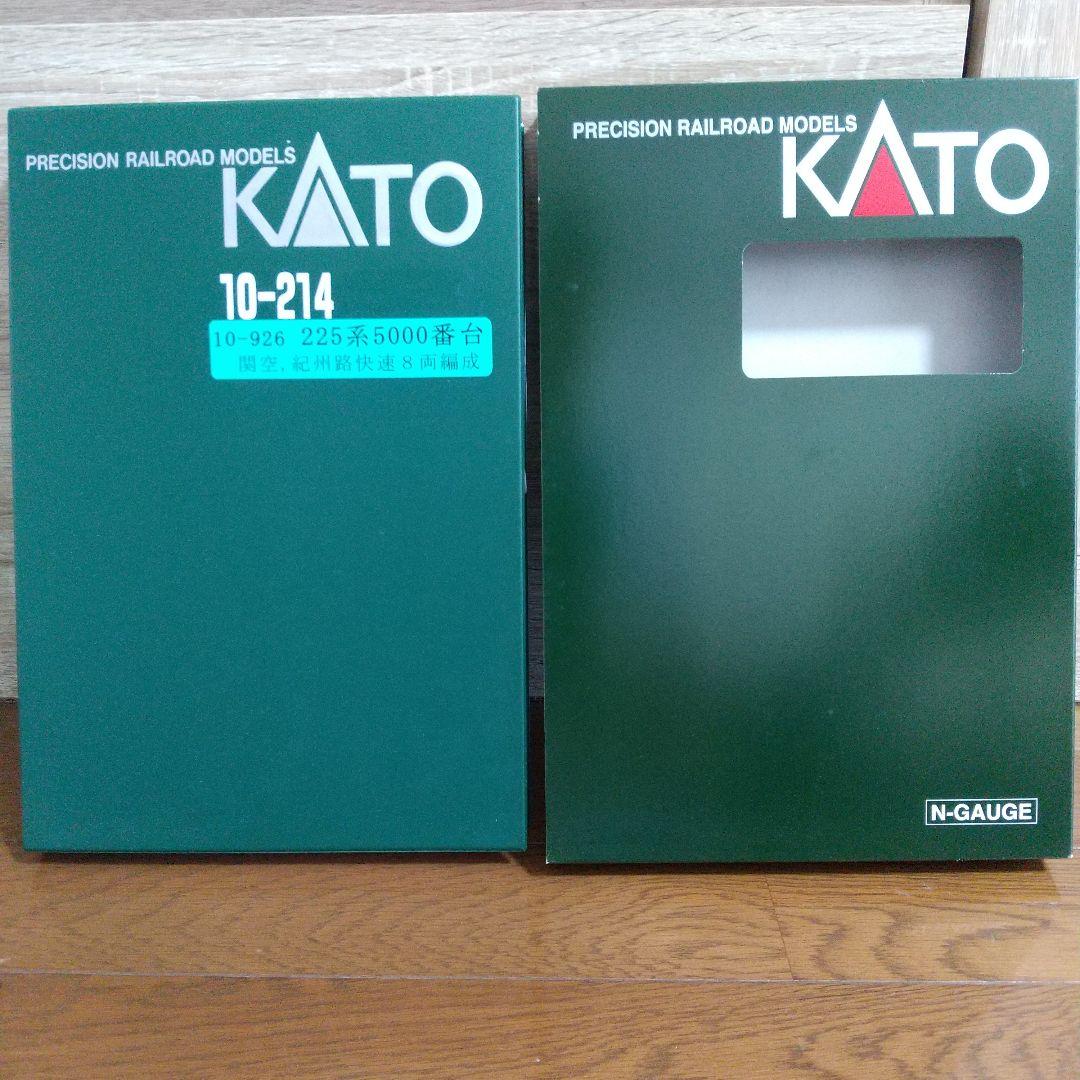 PRECISION RAILROAD MODELS
KATO
10-214
10-926 225系5000番台
関空,紀州路快速8両編成
PRECISION RAILROAD MODELS
KATO
N-GAUGE